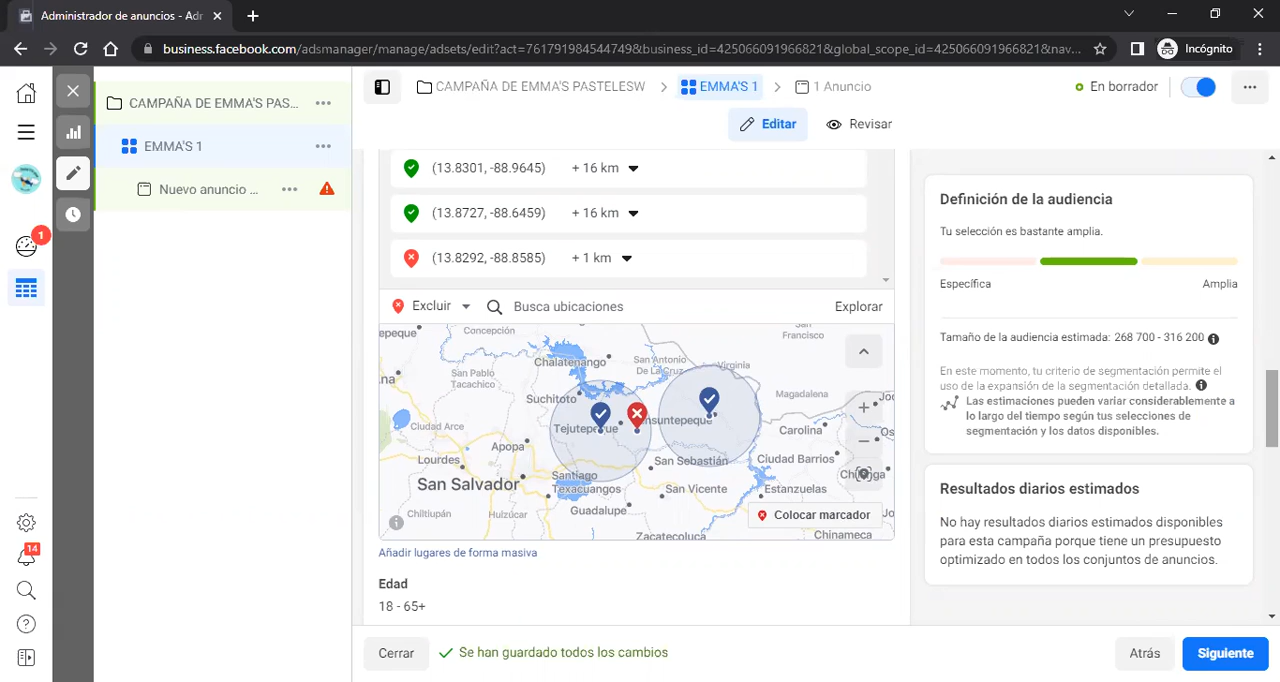 Administrador de anuncios - Adr
business.facebook.com/adsmanager/manage/adsets/edit?act=7617919845447498&business_id=425066091966821&global_scope_id=425066091966821&nav...
Incógnito
CAMPAÑA DE EMMA'S PAS...
EMMA'S 1
Nuevo anuncio ...
1
14
CAMPAÑA DE EMMA'S PASTELESW
EMMA'S 1
1 Anuncio
En borrador
Editar
Revisar
(13.8301, -88.9645) + 16 km
(13.8727, -88.6459) + 16 km
(13.8292, -88.8585) + 1 km
Excluir
Busca ubicaciones
Explorar
epeque
Concepción
San
Francisco
Chalatenango
San Antonio
De La Cruz
Virginia
ana
San Pablo
Tacachico
Suchitoto
Magdalena
Joc
Ciudad Arce
Tejutepeque
nsuntepeque
Carolina
Os
Apopa
Lourdes
San Sebastián
Ciudad Barrios
San Salvador
Santiago
Texacuangos
San Vicente
Estanzuelas
Chiltiupán
Huizúcar
Guadalupe
Colocar marcador
Zacatecoluca
Chinameca
Añadir lugares de forma masiva
Edad
18 - 65+
Definición de la audiencia
Tu selección es bastante amplia.
Específica
Amplia
Tamaño de la audiencia estimada: 268 700 - 316 200
En este momento, tu criterio de segmentación permite el
uso de la expansión de la segmentación detallada.
Las estimaciones pueden variar considerablemente a
lo largo del tiempo según tus selecciones de
segmentación y los datos disponibles.
Resultados diarios estimados
No hay resultados diarios estimados disponibles
para esta campaña porque tiene un presupuesto
optimizado en todos los conjuntos de anuncios.
Cerrar
Se han guardado todos los cambios
Atrás
Siguiente